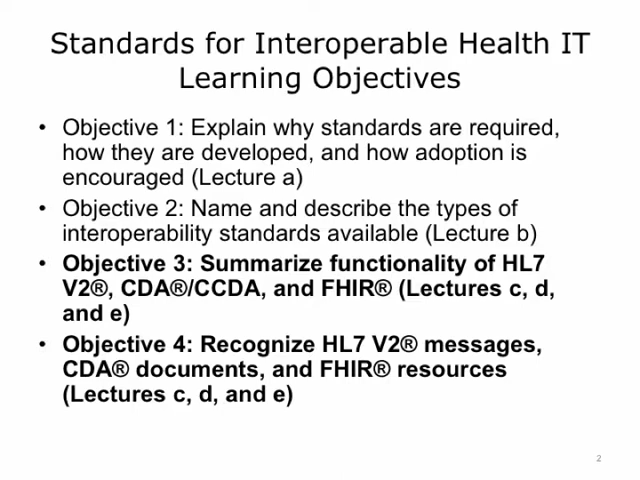 Standards for Interoperable Health IT
Learning Objectives
• Objective 1: Explain why standards are required,
how they are developed, and how adoption is
encouraged (Lecture a)
• Objective 2: Name and describe the types of
interoperability standards available (Lecture b)
• Objective 3: Summarize functionality of HL7
V2®, CDA®/CCDA, and FHIR® (Lectures c, d,
and e)
• Objective 4: Recognize HL7 V2® messages,
CDA® documents, and FHIR® resources
(Lectures c, d, and e)
2